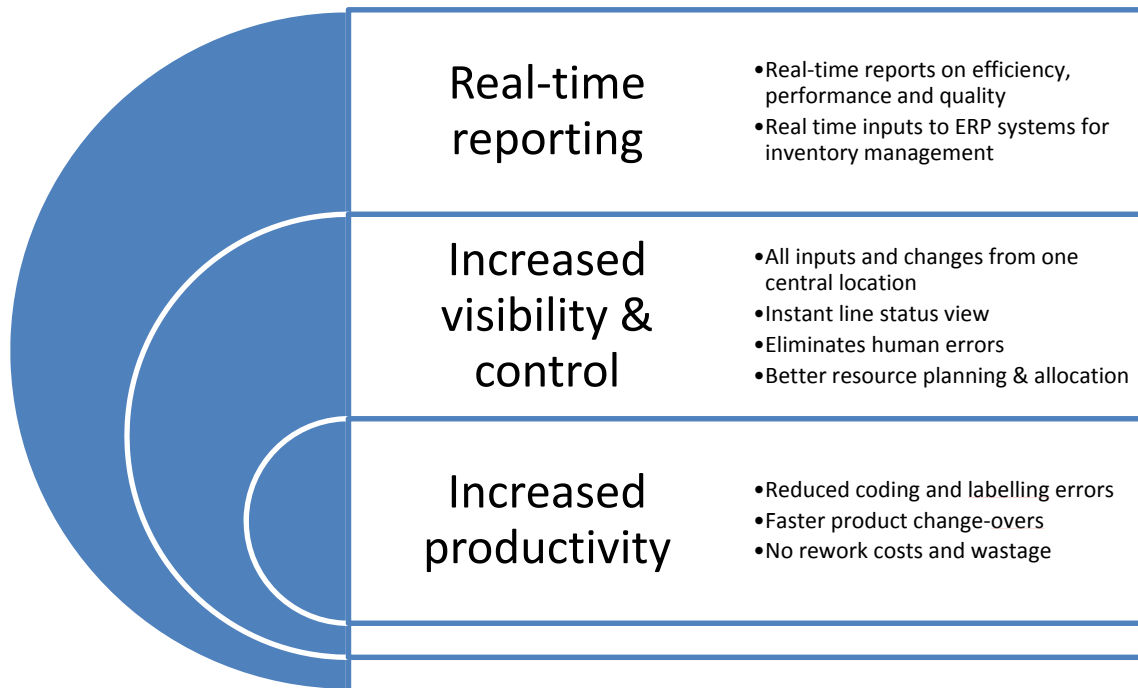 Real-time
reporting
•Real-time reports on efficiency,
performance and quality
•Real time inputs to ERP systems for
inventory management
Increased
visibility &
control
•All inputs and changes from one
central location
•Instant line status view
•Eliminates human errors
•Better resource planning & allocation
Increased
productivity
•Reduced coding and labelling errors
•Faster product change-overs
•No rework costs and wastage